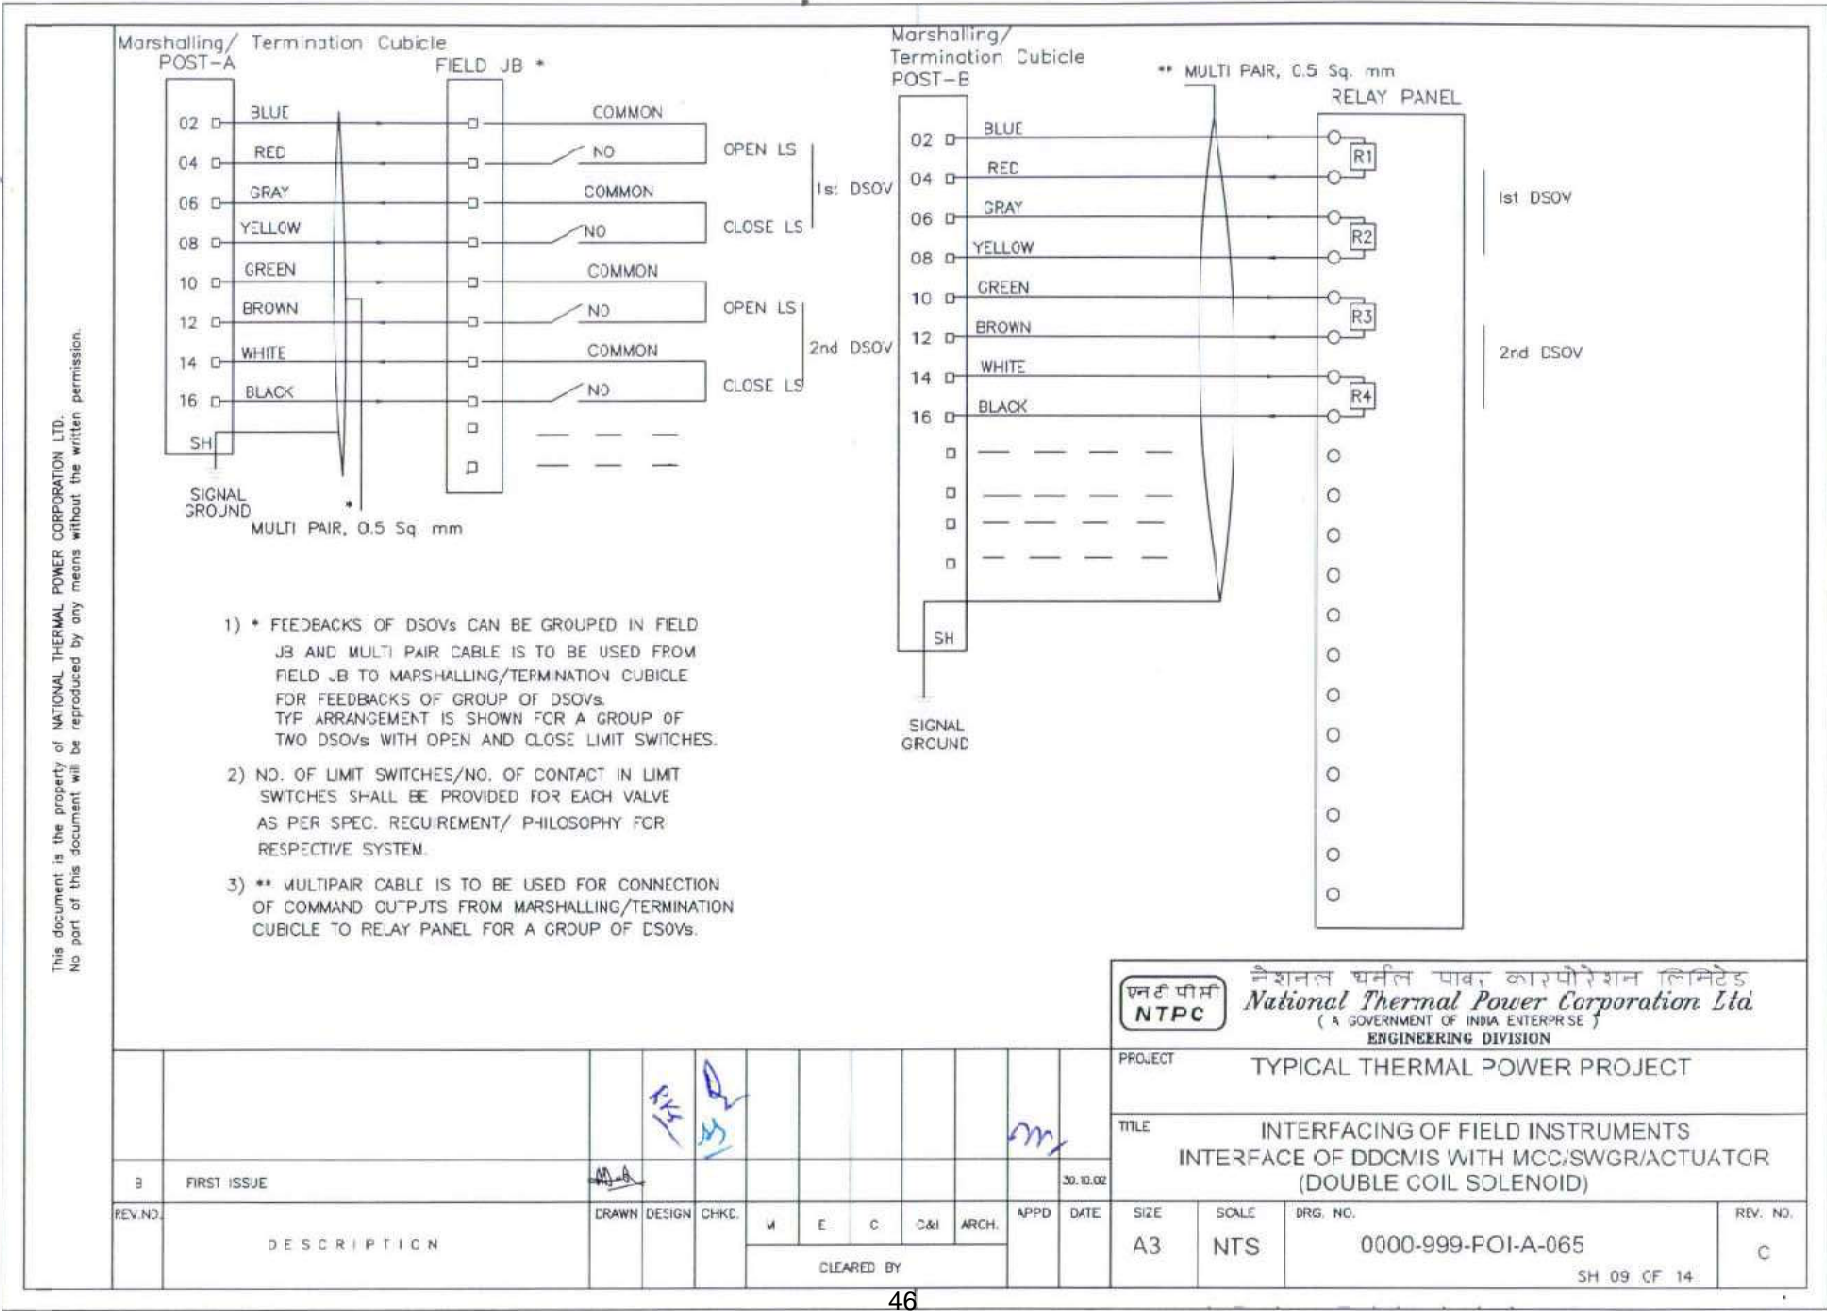 This document is the property of NATIONAL THERMAL POWER CORPORATION LTD.
No part of this document will be reproduced by any means without the written permission.
Marshalling/ Termination Cubicle
POST-A
FIELD JB *
02 BLUE COMMON
04 RED NO OPEN LS
06 GRAY COMMON
08 YELLOW NO CLOSE LS
1st DSOV
10 GREEN COMMON
12 BROWN NO OPEN LS
14 WHITE COMMON
16 BLACK NO CLOSE LS
2nd DSOV
SH
SIGNAL
GROUND
*
MULTI PAIR, 0.5 Sq mm
Marshalling/
Termination Cubicle
POST-B
** MULTI PAIR, 0.5 Sq. mm
RELAY PANEL
02 BLUE
04 RED
R1
06 GRAY
08 YELLOW
R2
1st DSOV
10 GREEN
12 BROWN
R3
14 WHITE
16 BLACK
R4
2nd DSOV
SH
SIGNAL
GROUND
1) * FEEDBACKS OF DSOVs CAN BE GROUPED IN FIELD
JB AND MULTI PAIR CABLE IS TO BE USED FROM
FIELD JB TO MARSHALLING/TERMINATION CUBICLE
FOR FEEDBACKS OF GROUP OF DSOVs.
TYP ARRANGEMENT IS SHOWN FOR A GROUP OF
TWO DSOVs WITH OPEN AND CLOSE LIMIT SWITCHES.
2) NO. OF LIMIT SWITCHES/NO. OF CONTACT IN LIMIT
SWTCHES SHALL BE PROVIDED FOR EACH VALVE
AS PER SPEC. REQUIREMENT/ PHILOSOPHY FOR
RESPECTIVE SYSTEM.
3) ** MULTIPAIR CABLE IS TO BE USED FOR CONNECTION
OF COMMAND OUTPUTS FROM MARSHALLING/TERMINATION
CUBICLE TO RELAY PANEL FOR A GROUP OF DSOVs.
एनटीपीसी
NTPC
नेशनल थर्मल पावर कारपोरेशन लिमिटेड
National Thermal Power Corporation Ltd
( A GOVERNMENT OF INDIA ENTERPRISE )
ENGINEERING DIVISION
PROJECT TYPICAL THERMAL POWER PROJECT
TITLE INTERFACING OF FIELD INSTRUMENTS
INTERFACE OF DDCMIS WITH MCC/SWGR/ACTUATOR
(DOUBLE COIL SOLENOID)
B FIRST ISSUE 30.10.02
REV.NO. DESCRIPTION DRAWN DESIGN CHKD. M E C C&I ARCH. APPD DATE
CLEARED BY
SIZE A3
SCALE NTS
DRG. NO. 0000-999-POI-A-065
SH 09 OF 14
REV. NO. C
46